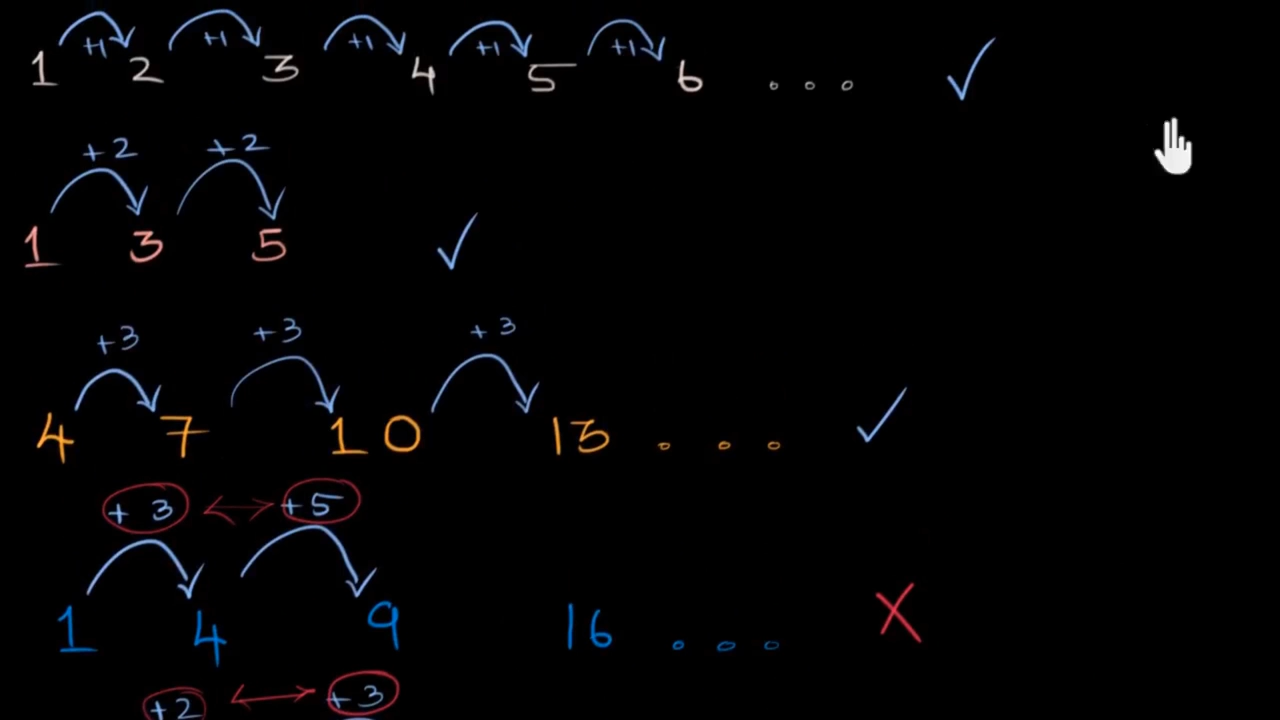 +1 +1 +1 +1 +1
1 2 3 4 5 6 . . .
+2 +2
1 3 5
+3 +3 +3
4 7 10 13 . . .
+3 +5
1 4 9 16 . . .
+2 +3